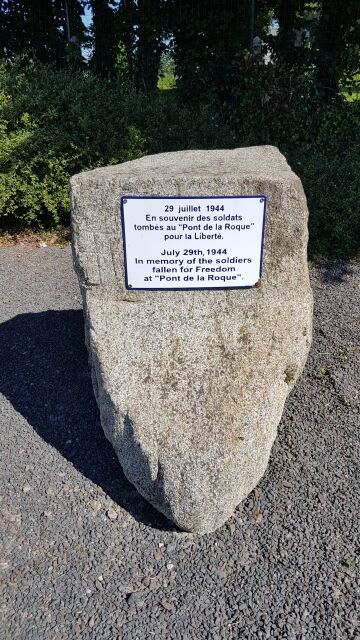 29 juillet 1944
En souvenir des soldats
tombés au "Pont de la Roque"
pour la Liberté.
July 29th, 1944
In memory of the soldiers
fallen for Freedom
at "Pont de la Roque".